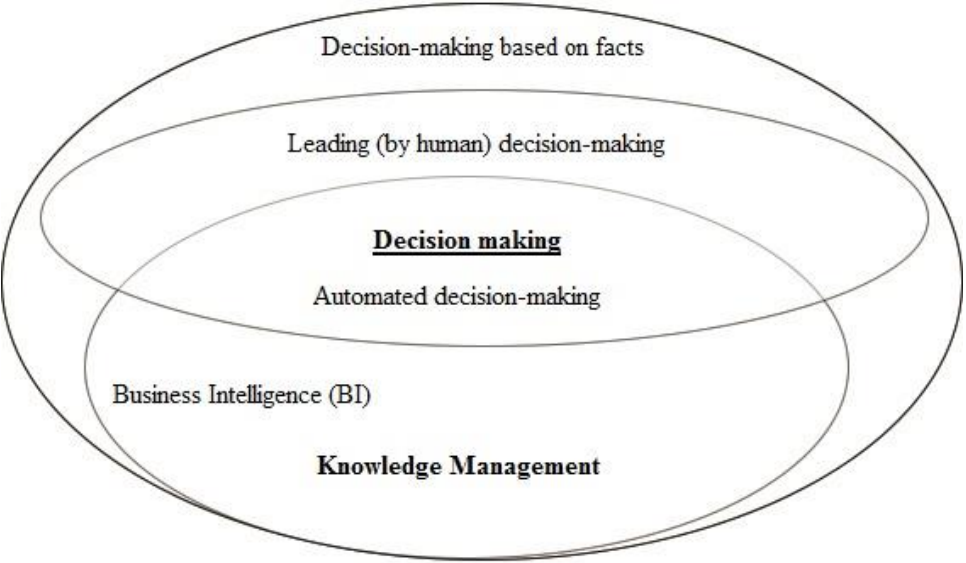 Decision-making based on facts
Leading (by human) decision-making
Decision making
Automated decision-making
Business Intelligence (BI)
Knowledge Management